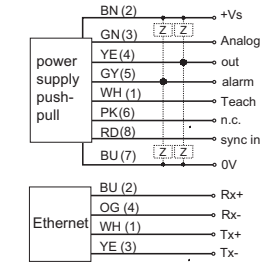 BN (2) +Vs
Z Z
GN (3) Analog
YE(4) out
GY(5) alarm
WH (1) Teach
PK(6) n.c.
RD(8) sync in
Z Z
BU(7) 0V
power
supply
push-
pull
BU (2) Rx+
OG (4) Rx-
WH (1) Tx+
YE (3) Tx-
Ethernet